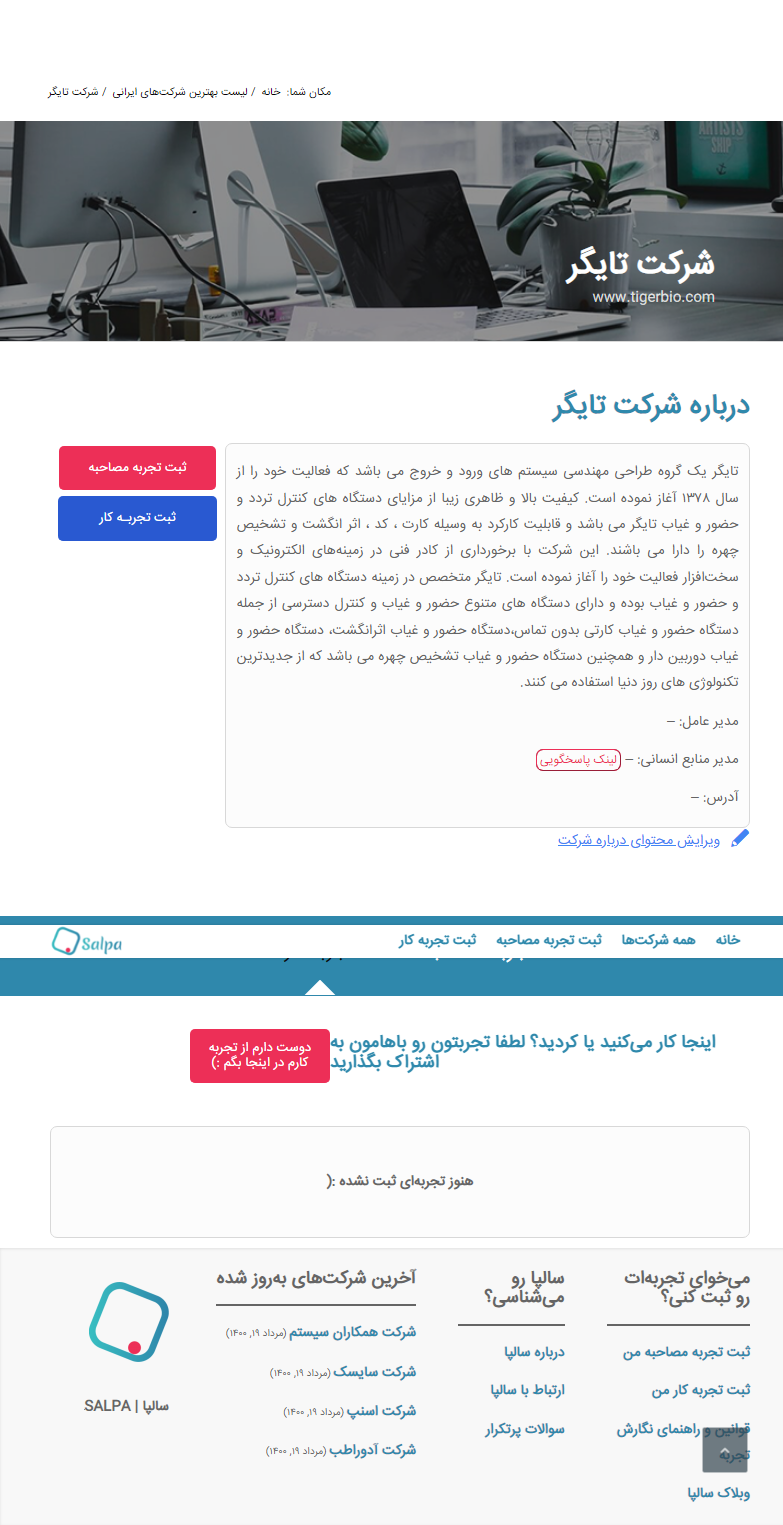 مکان شما: خانه / لیست بهترین شرکت‌های ایرانی / شرکت تایگر
ARTISTS
SHIP
شرکت تایگر
www.tigerbio.com
درباره شرکت تایگر
ثبت تجربه مصاحبه
ثبت تجربـه کار
تایگر یک گروه طراحی مهندسی سیستم های ورود و خروج می باشد که فعالیت خود را از
سال ۱۳۷۸ آغاز نموده است. کیفیت بالا و ظاهری زیبا از مزایای دستگاه های کنترل تردد و
حضور و غیاب تایگر می باشد و قابلیت کارکرد به وسیله کارت ، کد ، اثر انگشت و تشخیص
چهره را دارا می باشند. این شرکت با برخورداری از کادر فنی در زمینه‌های الکترونیک و
سخت‌افزار فعالیت خود را آغاز نموده است. تایگر متخصص در زمینه دستگاه های کنترل تردد
و حضور و غیاب بوده و دارای دستگاه های متنوع حضور و غیاب و کنترل دسترسی از جمله
دستگاه حضور و غیاب کارتی بدون تماس،دستگاه حضور و غیاب اثرانگشت، دستگاه حضور و
غیاب دوربین دار و همچنین دستگاه حضور و غیاب تشخیص چهره می باشد که از جدیدترین
تکنولوژی های روز دنیا استفاده می کنند.
مدیر عامل: –
مدیر منابع انسانی: – لینک پاسخگویی
آدرس: –
ویرایش محتوای درباره شرکت
خانه همه شرکت‌ها ثبت تجربه مصاحبه ثبت تجربه کار
Salpa
اینجا کار می‌کنید یا کردید؟ لطفا تجربتون رو باهامون به
اشتراک بگذارید
دوست دارم از تجربه
کارم در اینجا بگم :)
هنوز تجربه‌ای ثبت نشده :(
می‌خوای تجربه‌ات
رو ثبت کنی؟
ثبت تجربه مصاحبه من
ثبت تجربه کار من
قوانین و راهنمای نگارش
تجربه
وبلاگ سالپا
سالپا رو
می‌شناسی؟
درباره سالپا
ارتباط با سالپا
سوالات پرتکرار
آخرین شرکت‌های به‌روز شده
شرکت همکاران سیستم (مرداد ۱۹, ۱۴۰۰)
شرکت سایسک (مرداد ۱۹, ۱۴۰۰)
شرکت اسنپ (مرداد ۱۹, ۱۴۰۰)
شرکت آدوراطب (مرداد ۱۹, ۱۴۰۰)
سالپا | SALPA